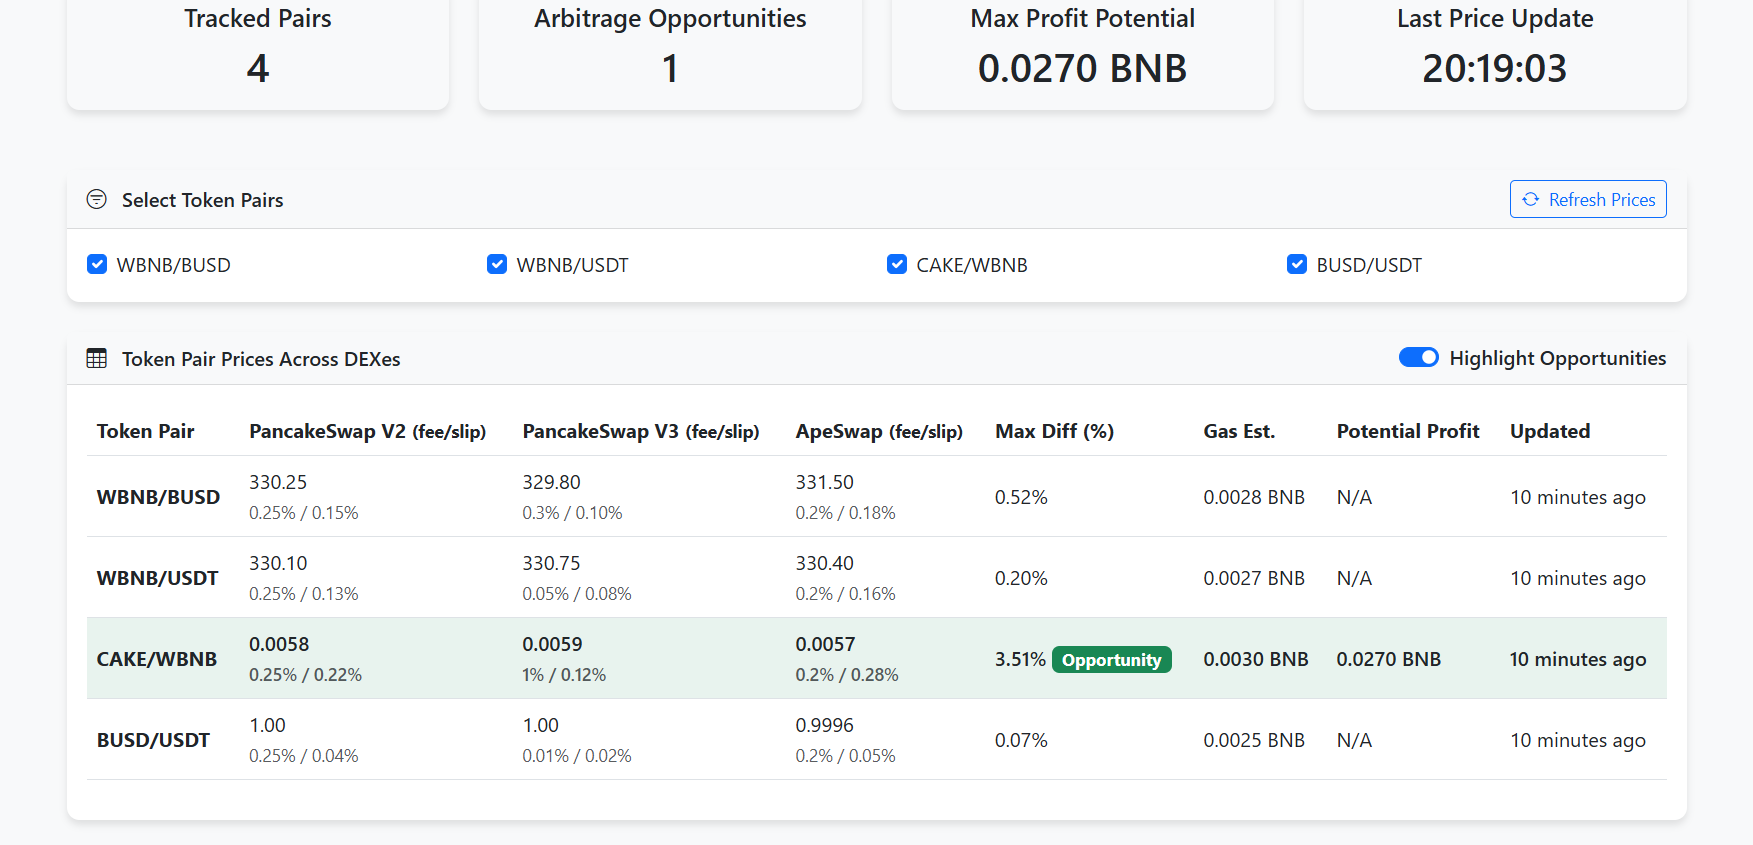 Tracked Pairs
4
Arbitrage Opportunities
1
Max Profit Potential
0.0270 BNB
Last Price Update
20:19:03
Select Token Pairs
Refresh Prices
WBNB/BUSD
WBNB/USDT
CAKE/WBNB
BUSD/USDT
Token Pair Prices Across DEXes
Highlight Opportunities
Token Pair PancakeSwap V2 (fee/slip) PancakeSwap V3 (fee/slip) ApeSwap (fee/slip) Max Diff (%) Gas Est. Potential Profit Updated
330.25 329.80 331.50
WBNB/BUSD 0.52% 0.0028 BNB N/A 10 minutes ago
0.25% / 0.15% 0.3% / 0.10% 0.2% / 0.18%
330.10 330.75 330.40
WBNB/USDT 0.20% 0.0027 BNB N/A 10 minutes ago
0.25% / 0.13% 0.05% / 0.08% 0.2% / 0.16%
0.0058 0.0059 0.0057
CAKE/WBNB 3.51% Opportunity 0.0030 BNB 0.0270 BNB 10 minutes ago
0.25% / 0.22% 1% / 0.12% 0.2% / 0.28%
1.00 1.00 0.9996
BUSD/USDT 0.07% 0.0025 BNB N/A 10 minutes ago
0.25% / 0.04% 0.01% / 0.02% 0.2% / 0.05%